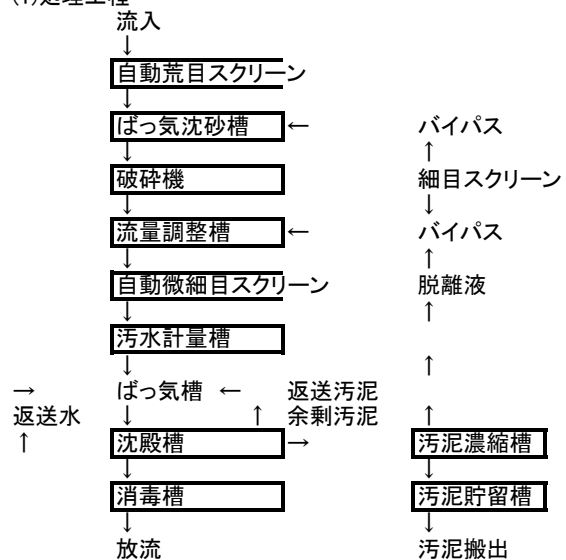 (1)処理工程
流入
↓
自動荒目スクリーン
↓
ばっ気沈砂槽 ← バイパス
↓ ↑
破砕機 細目スクリーン
↓ ↓
流量調整槽 ← バイパス
↓ ↑
自動微細目スクリーン 脱離液
↓ ↑
汚水計量槽
↓ ↑
→ ばっ気槽 ← 返送汚泥
返送水 ↓ ↑ 余剰汚泥 ↑
↑ 沈殿槽 → 汚泥濃縮槽
↓ ↓
消毒槽 汚泥貯留槽
↓ ↓
放流 汚泥搬出